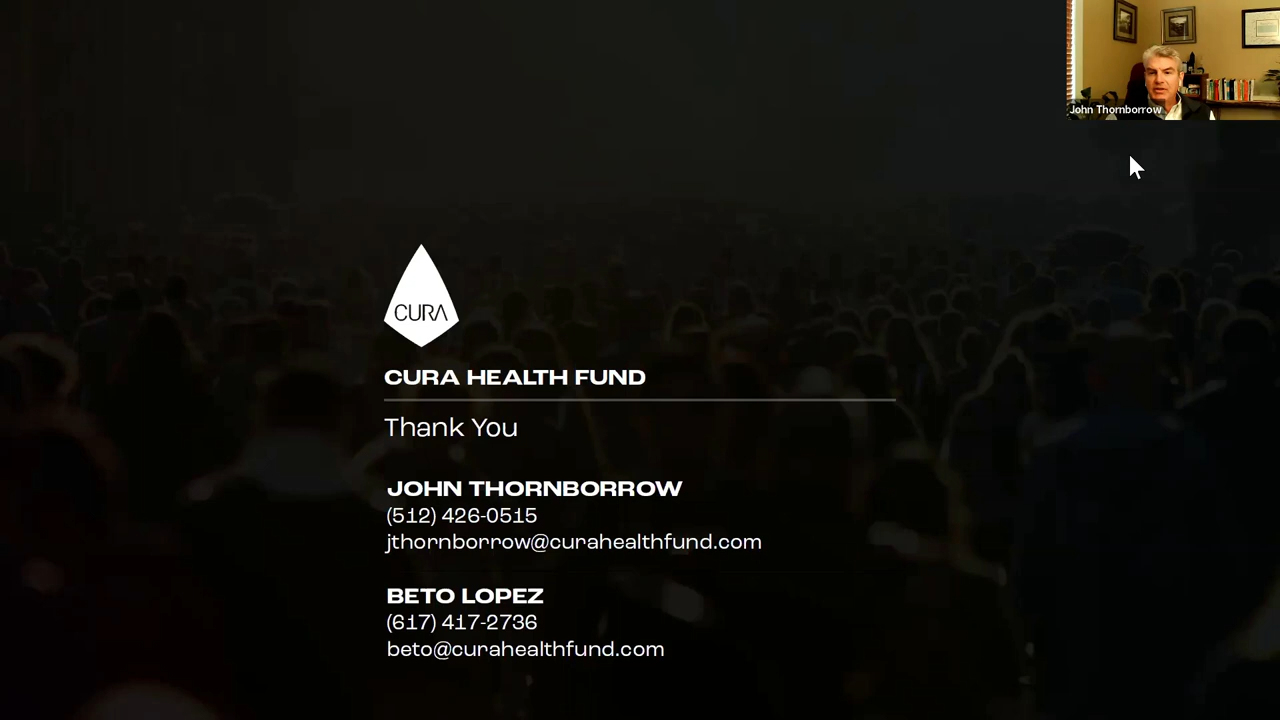 John Thornborrow
CURA
CURA HEALTH FUND
Thank You
JOHN THORNBORROW
(512) 426-0515
jthornborrow@curahealthfund.com
BETO LOPEZ
(617) 417-2736
beto@curahealthfund.com